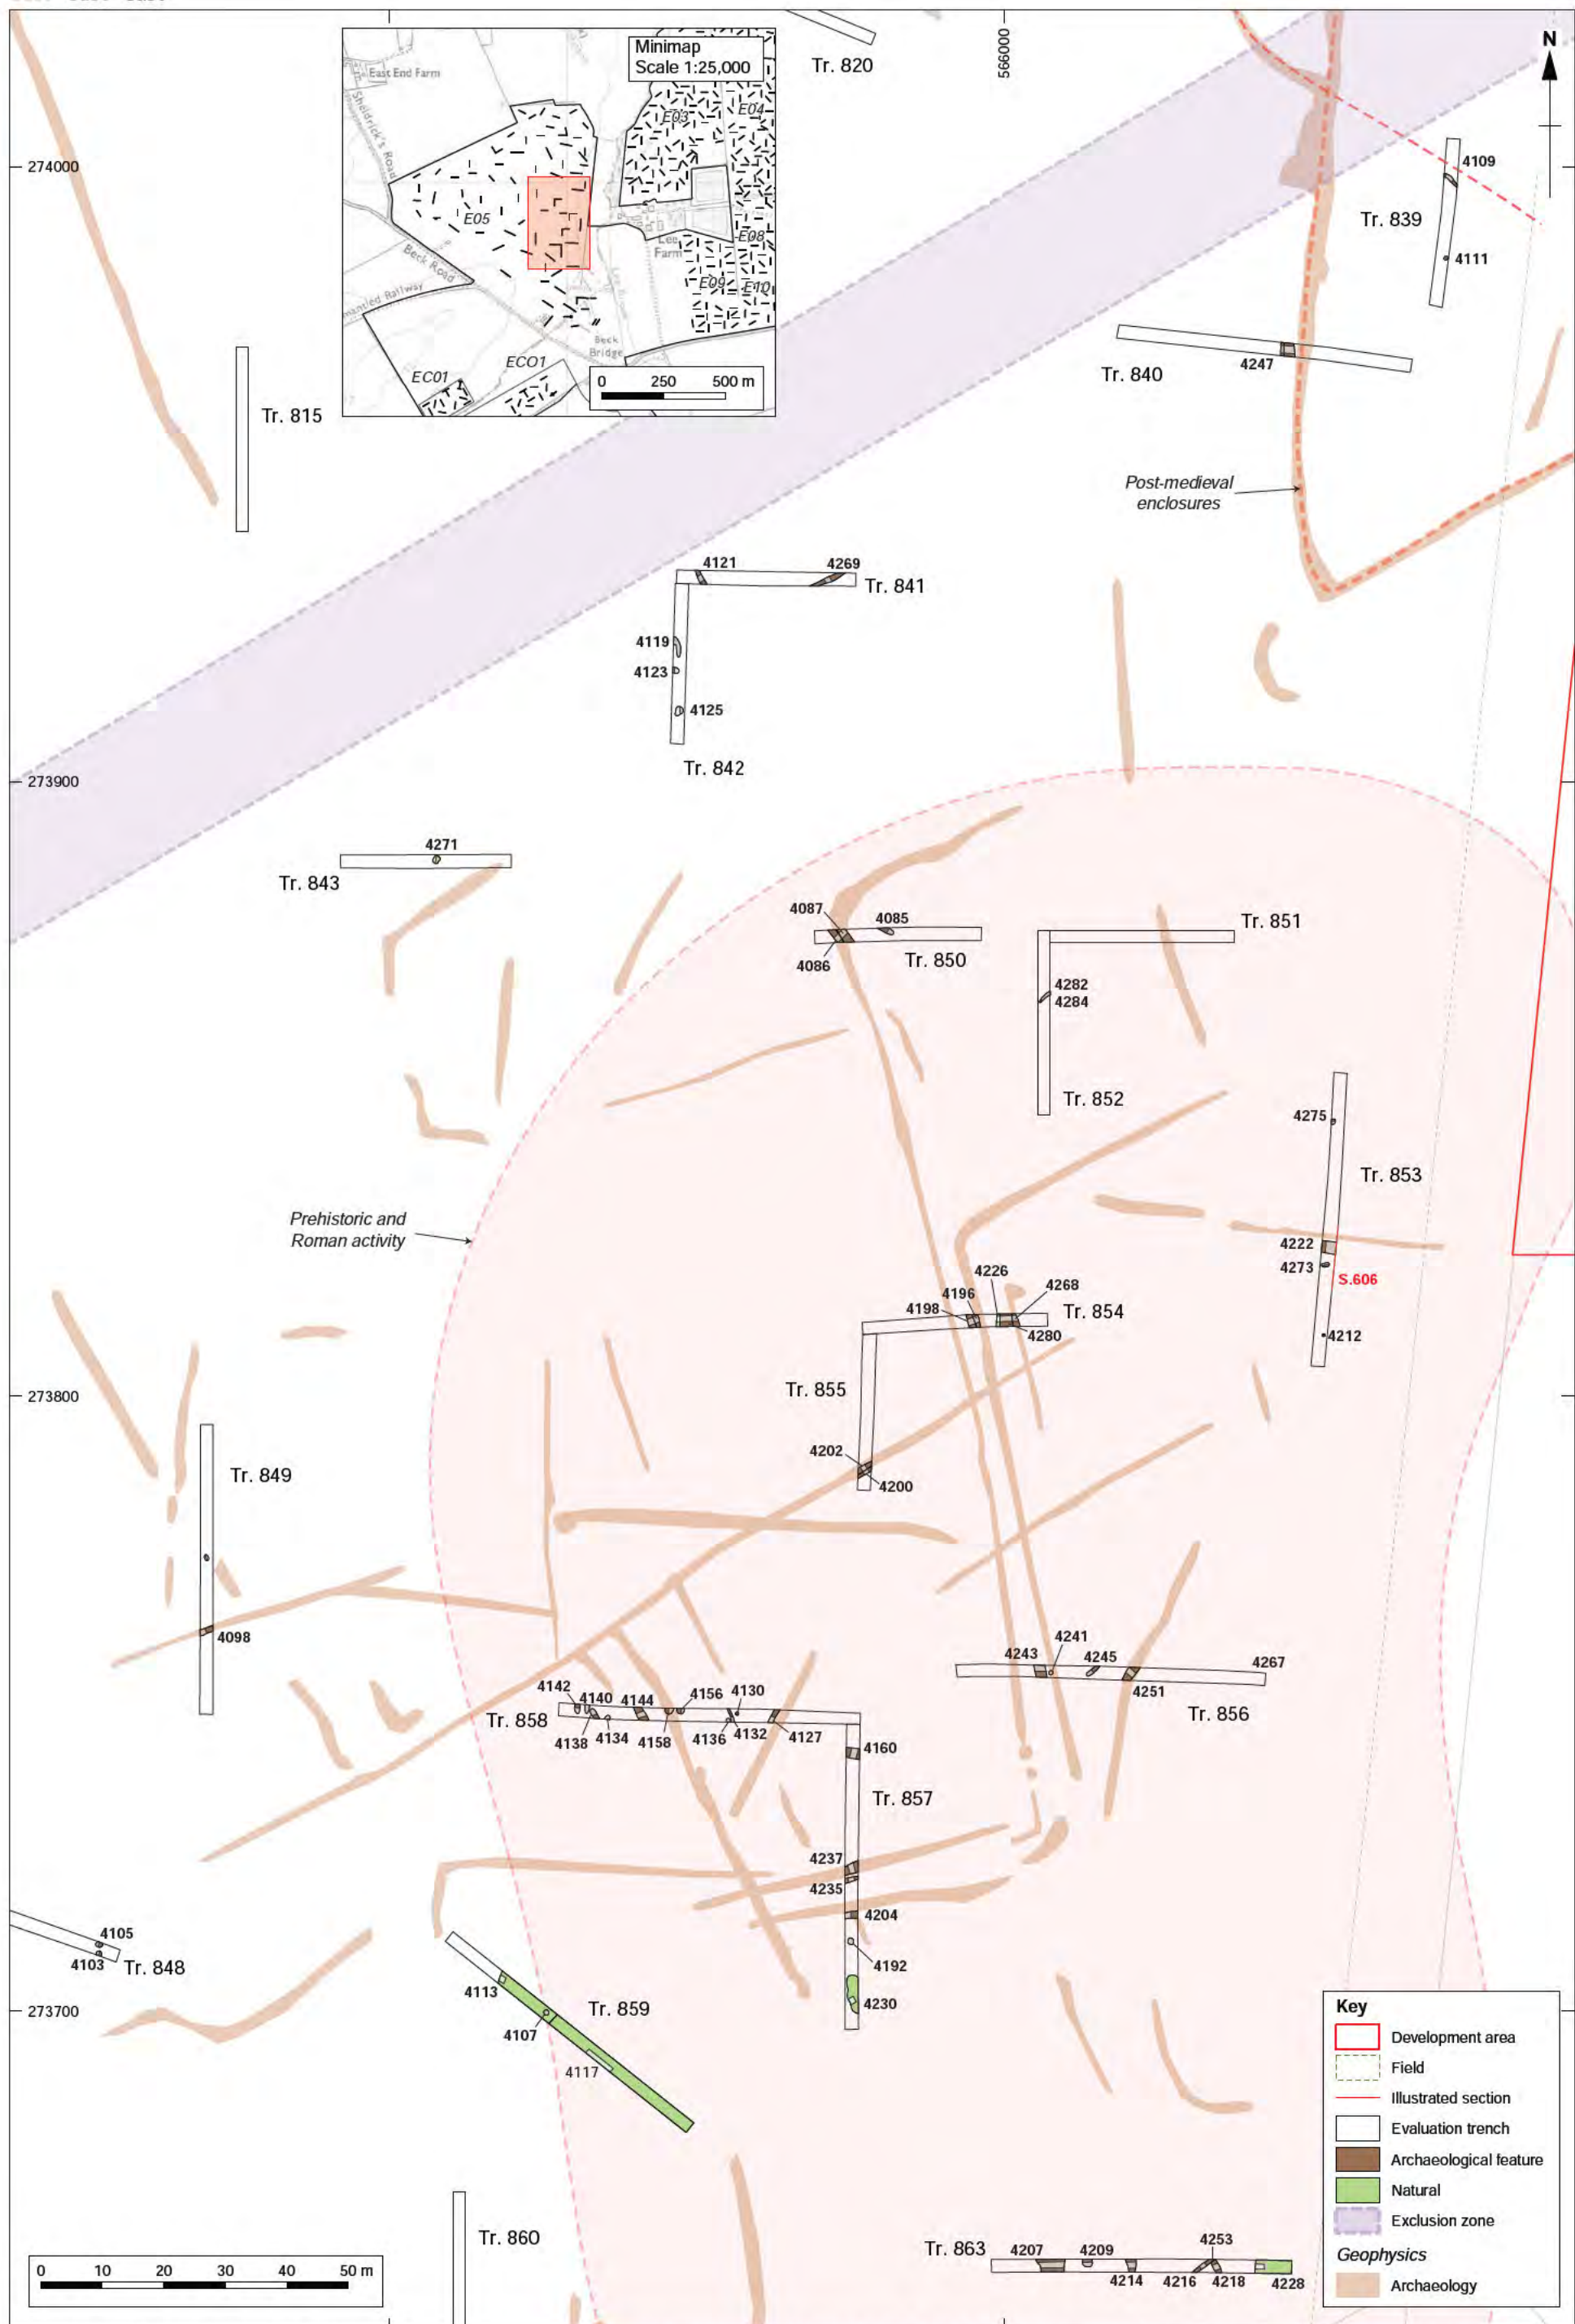 Minimap
Scale 1:25,000
East End Farm
Sheldrick's Road
E03
E04
E05
Lee
Farm
E08
E09
E10
Beck Road
mantled Railway
Beck
Bridge
EC01
ECO1
0 250 500 m
Tr. 820
566000
N
274000
4109
Tr. 839
4111
Tr. 840
4247
Tr. 815
Post-medieval
enclosures
4121
4269
Tr. 841
4119
4123
4125
Tr. 842
273900
4271
Tr. 843
4087
4085
4086
Tr. 850
Tr. 851
4282
4284
Tr. 852
4275
Tr. 853
Prehistoric and
Roman activity
4222
4273
S.606
4212
4226
4268
4196
4198
Tr. 854
4280
273800
Tr. 855
4202
4200
Tr. 849
4098
4243
4241
4245
4267
4251
Tr. 856
4142
4140
4144
4156
4130
Tr. 858
4138
4134
4158
4136
4132
4127
4160
Tr. 857
4237
4235
4204
4192
4230
4105
4103
Tr. 848
273700
4113
Tr. 859
4107
4117
Tr. 860
Tr. 863
4207
4209
4253
4214
4216
4218
4228
0 10 20 30 40 50 m
Key
Development area
Field
Illustrated section
Evaluation trench
Archaeological feature
Natural
Exclusion zone
Geophysics
Archaeology